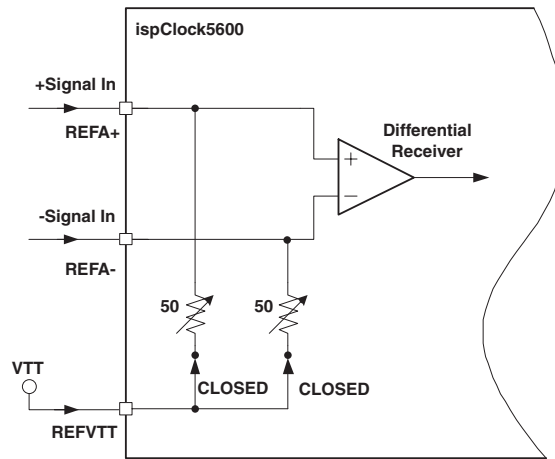 ispClock5600
+Signal In
REFA+
Differential
Receiver
+
–
-Signal In
REFA-
50
50
VTT
CLOSED
CLOSED
REFVTT